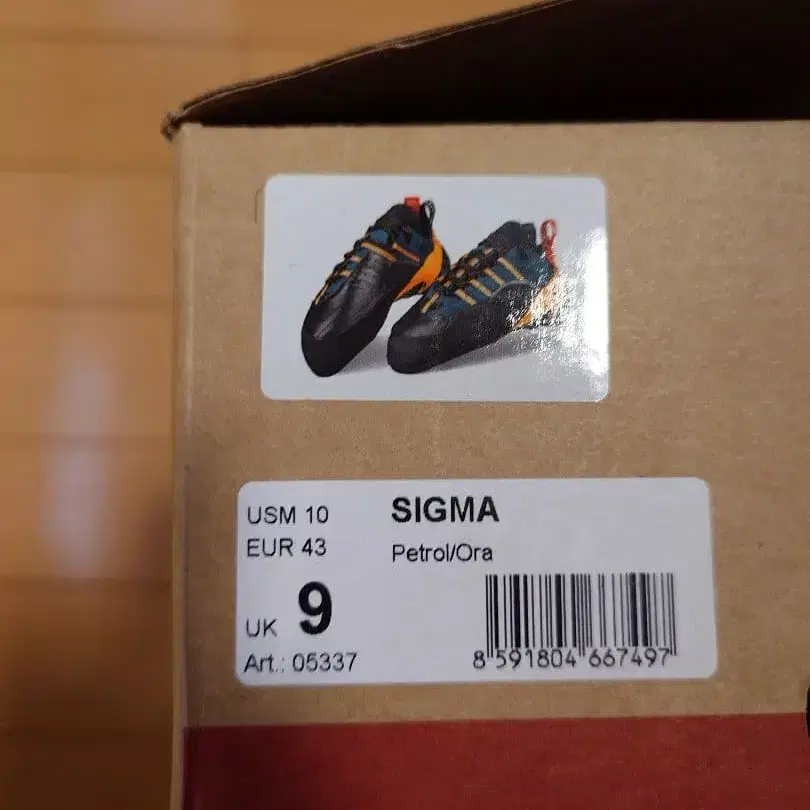 USM 10
EUR 43
UK 9
Art.: 05337
SIGMA
Petrol/Ora
8 591804 667497